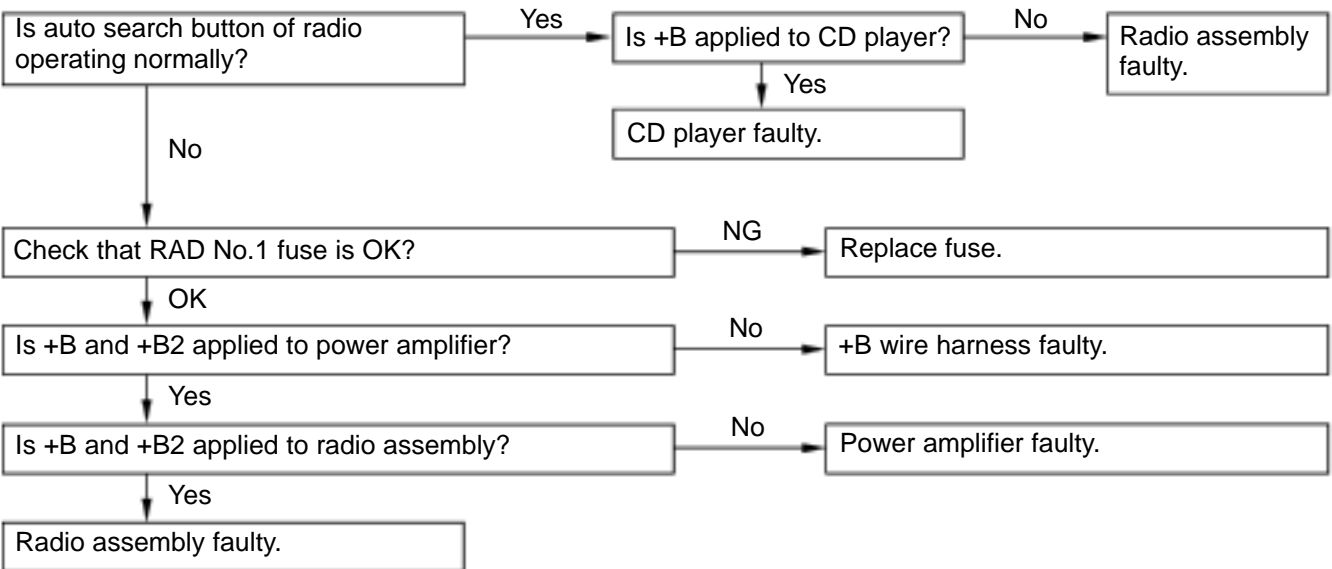 Is auto search button of radio
operating normally?
Yes
Is +B applied to CD player?
No
Radio assembly
faulty.
Yes
CD player faulty.
No
Check that RAD No.1 fuse is OK?
NG
Replace fuse.
OK
Is +B and +B2 applied to power amplifier?
No
+B wire harness faulty.
Yes
Is +B and +B2 applied to radio assembly?
No
Power amplifier faulty.
Yes
Radio assembly faulty.